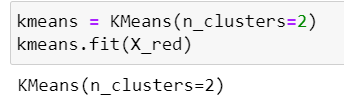 kmeans = KMeans(n_clusters=2)
kmeans.fit(X_red)
KMeans(n_clusters=2)